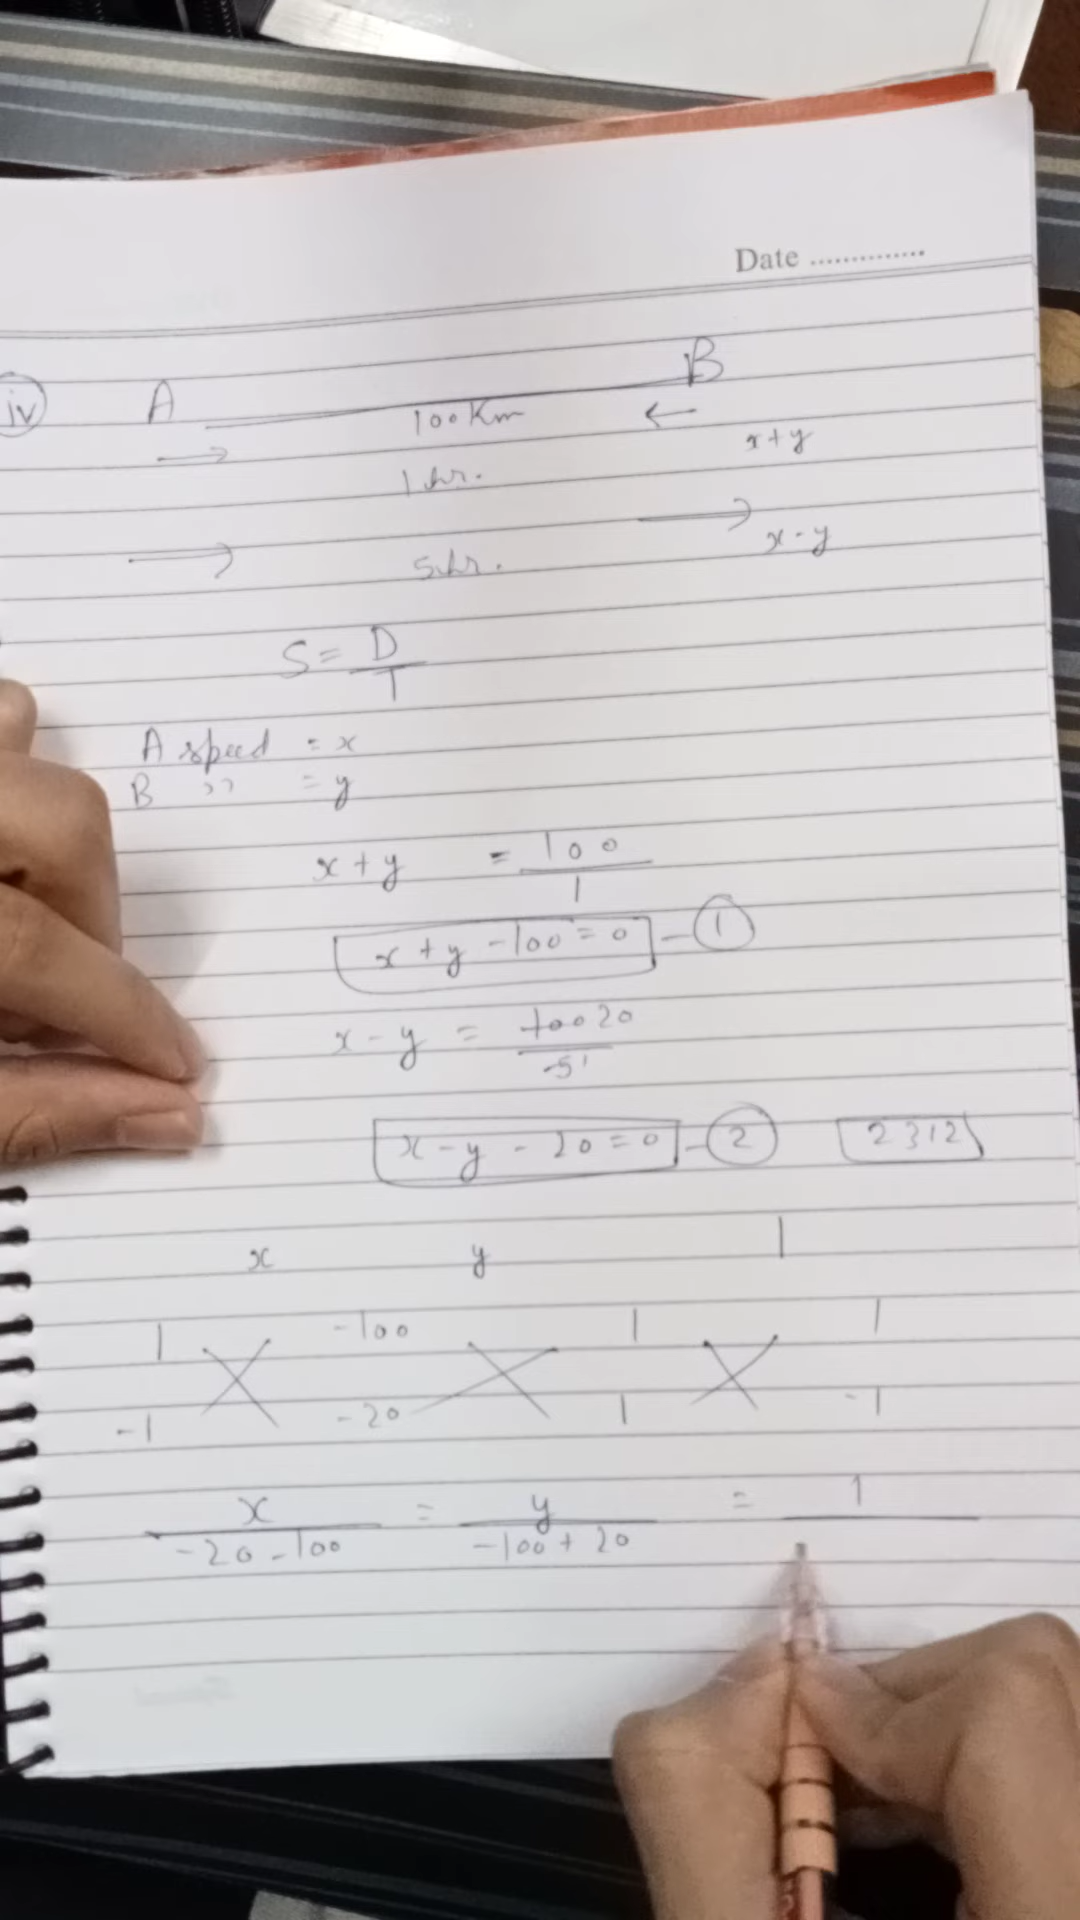 Date ..............
iv A B
100 Km
x+y
1 hr.
x-y
5 hr.
S = D/T
A speed = x
B ,, = y
x + y = 100/1
x + y - 100 = 0 - 1
x - y = 100 20/5 1
x - y - 20 = 0 - 2 2312
x y 1
1 -100 1 1
-1 -20 1 -1
x/-20-100 = y/-100+20 = 1